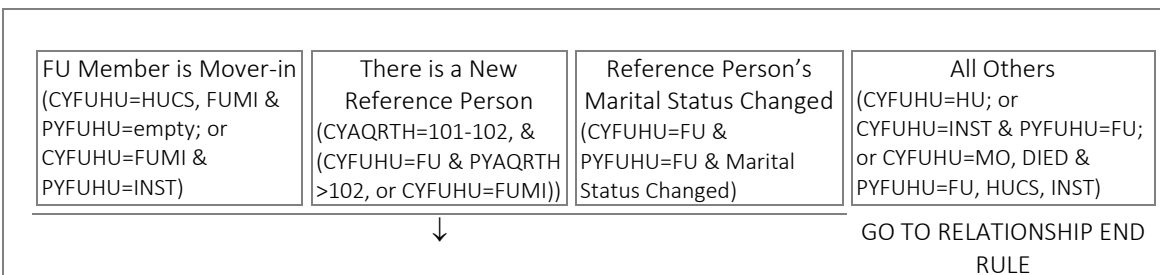 FU Member is Mover-in
(CYFUHU=HUCS, FUMI &
PYFUHU=empty; or
CYFUHU=FUMI &
PYFUHU=INST)
There is a New
Reference Person
(CYAQRTH=101-102, &
(CYFUHU=FU & PYAQRTH
>102, or CYFUHU=FUMI))
Reference Person’s
Marital Status Changed
(CYFUHU=FU &
PYFUHU=FU & Marital
Status Changed)
All Others
(CYFUHU=HU; or
CYFUHU=INST & PYFUHU=FU;
or CYFUHU=MO, DIED &
PYFUHU=FU, HUCS, INST)
↓
GO TO RELATIONSHIP END
RULE